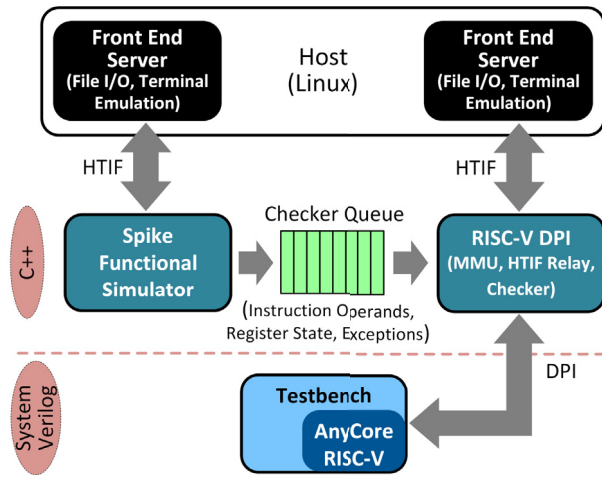 Front End
Server
(File I/O, Terminal
Emulation)
Host
(Linux)
Front End
Server
(File I/O, Terminal
Emulation)
HTIF
HTIF
C++
Spike
Functional
Simulator
Checker Queue
(Instruction Operands,
Register State, Exceptions)
RISC-V DPI
(MMU, HTIF Relay,
Checker)
DPI
System
Verilog
Testbench
AnyCore
RISC-V